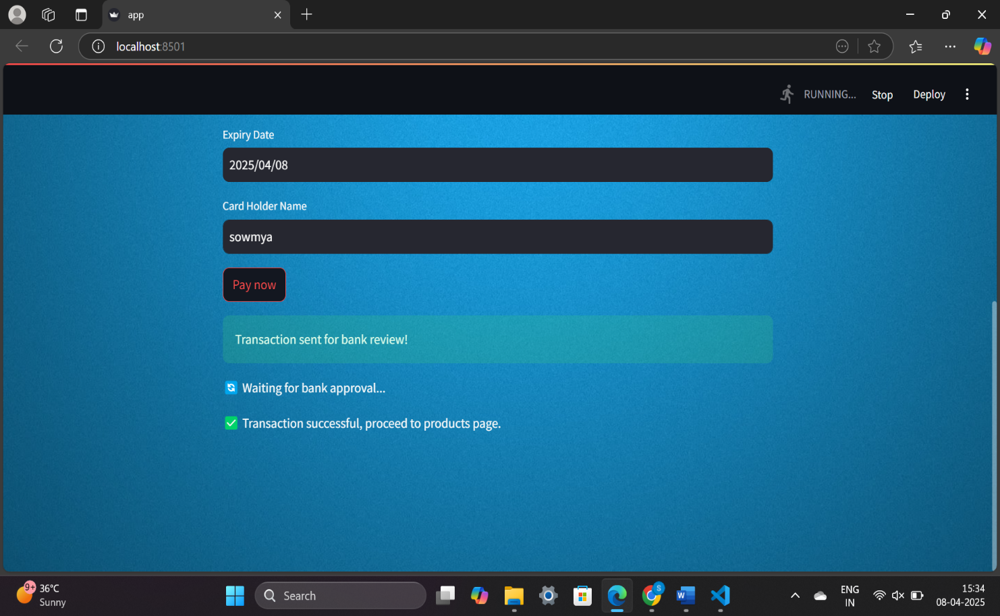 app
localhost:8501
RUNNING...
Stop
Deploy
Expiry Date
2025/04/08
Card Holder Name
sowmya
Pay now
Transaction sent for bank review!
Waiting for bank approval...
Transaction successful, proceed to products page.
9+
36°C
Sunny
Search
S
W
ENG
IN
15:34
08-04-2025